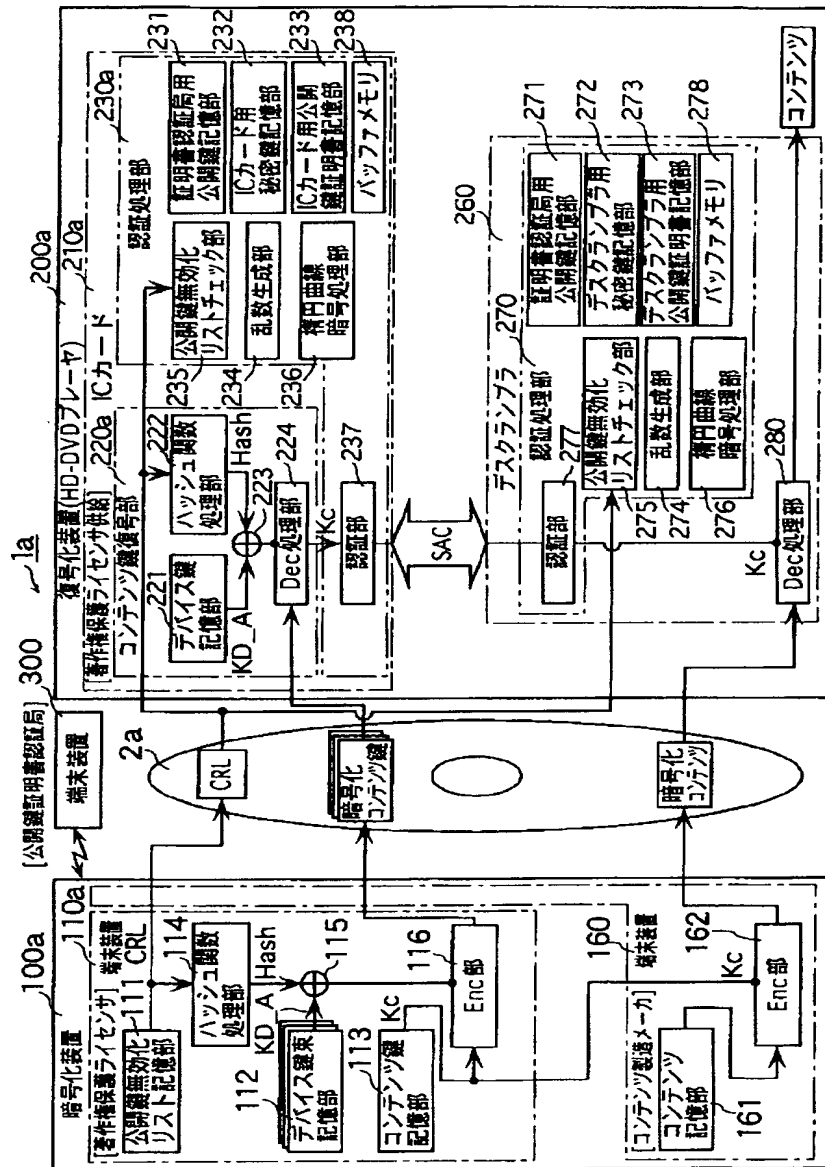 1a
100a
暗号化装置
110a
[著作権保護ライセンサ]
端末装置
111
公開鍵無効化
リスト記憶部
CRL
114
ハッシュ関数
処理部
Hash
KD_A
115
112
デバイス鍵束
記憶部
113
コンテンツ鍵
記憶部
Kc
116
Enc部
160
端末装置
[コンテンツ製造メーカ]
161
コンテンツ
記憶部
Kc
162
Enc部
[公開鍵証明書認証局]
300
端末装置
2a
CRL
暗号化
コンテンツ鍵
暗号化
コンテンツ
200a
復号化装置(HD-DVDプレーヤ)
210a
[著作権保護ライセンサ供給]
ICカード
220a
コンテンツ鍵復号部
221
デバイス鍵
記憶部
KD_A
222
ハッシュ関数
処理部
Hash
223
224
Dec処理部
Kc
237
認証部
230a
認証処理部
公開鍵無効化
リストチェック部
235
乱数生成部
234
楕円曲線
暗号処理部
236
証明書認証局用
公開鍵記憶部
231
ICカード用
秘密鍵記憶部
232
ICカード用公開
鍵証明書記憶部
233
バッファメモリ
238
SAC
260
デスクランブラ
270
認証処理部
277
認証部
公開鍵無効化
リストチェック部
275
乱数生成部
274
楕円曲線
暗号処理部
276
証明書認証局用
公開鍵記憶部
271
デスクランブラ用
秘密鍵記憶部
272
デスクランブラ用
公開鍵証明書記憶部
273
バッファメモリ
278
Kc
280
Dec処理部
コンテンツ